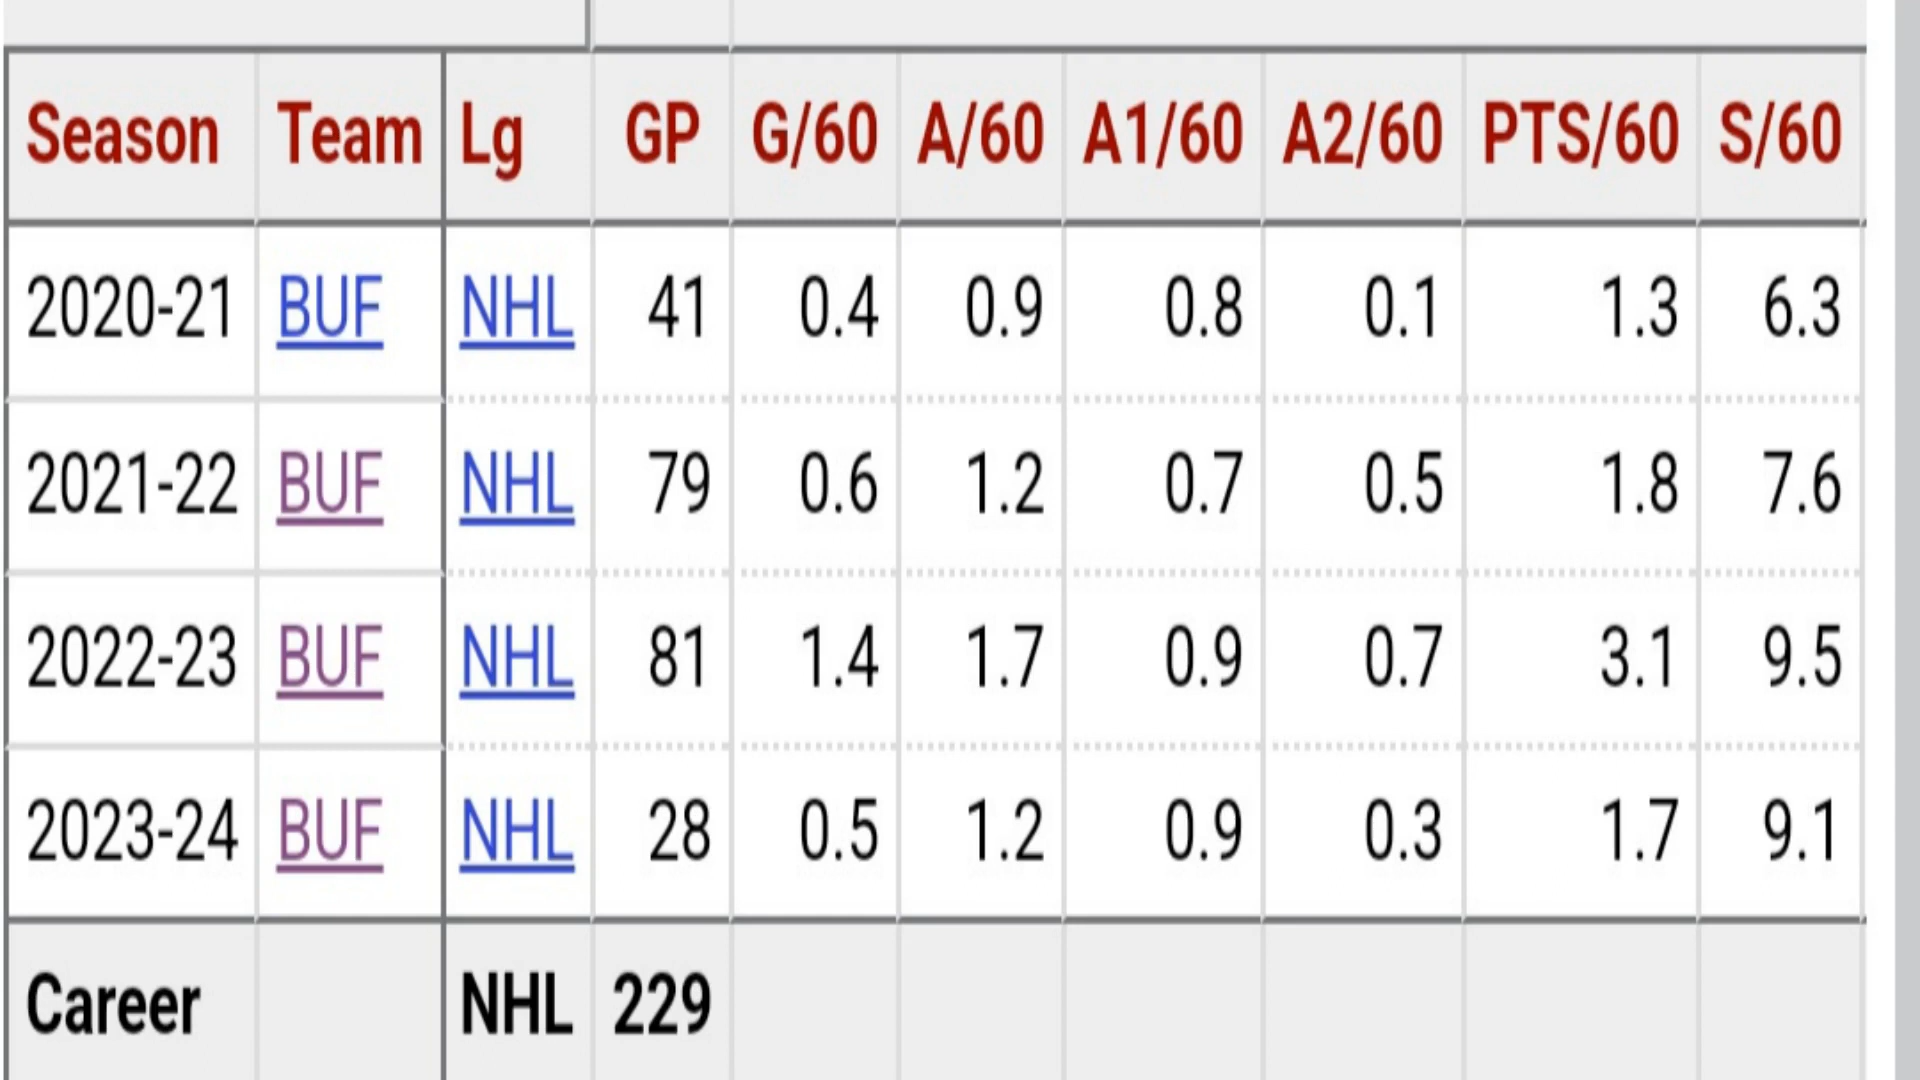 Season Team Lg GP G/60 A/60 A1/60 A2/60 PTS/60 S/60
2020-21 BUF NHL 41 0.4 0.9 0.8 0.1 1.3 6.3
2021-22 BUF NHL 79 0.6 1.2 0.7 0.5 1.8 7.6
2022-23 BUF NHL 81 1.4 1.7 0.9 0.7 3.1 9.5
2023-24 BUF NHL 28 0.5 1.2 0.9 0.3 1.7 9.1
Career NHL 229